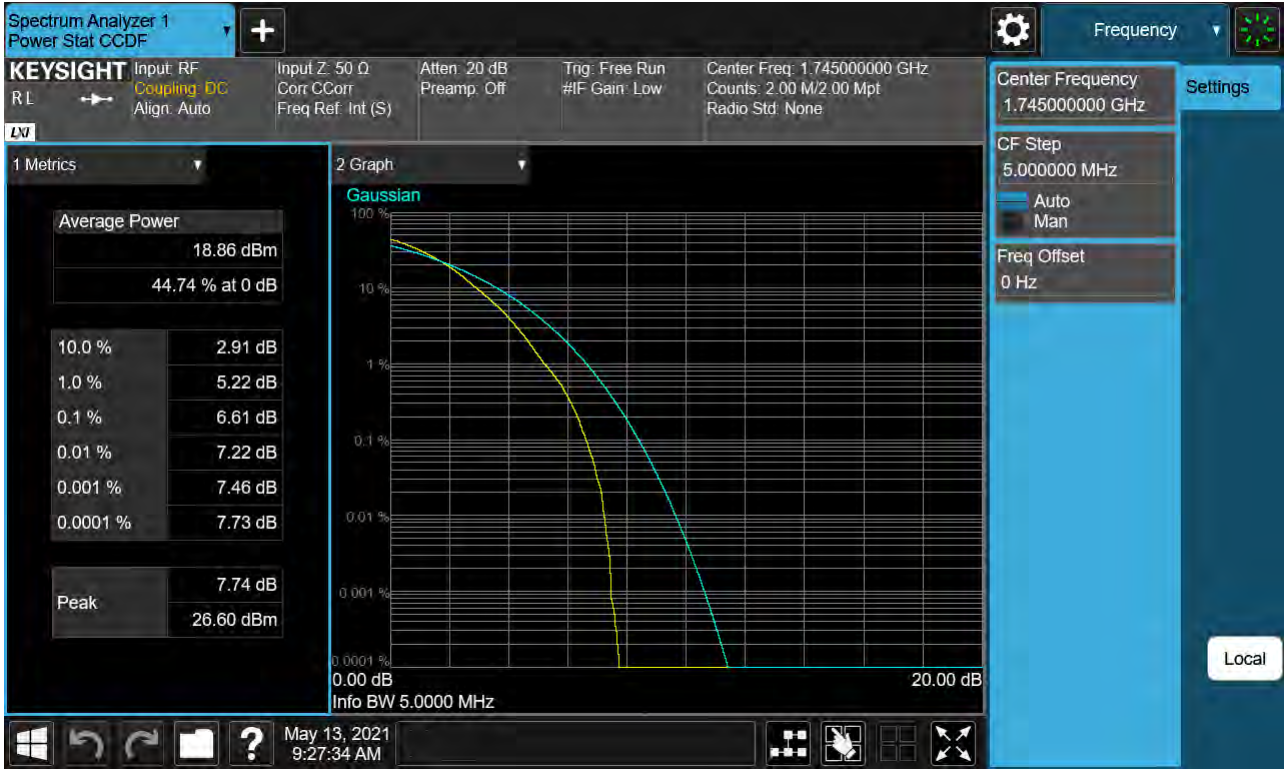 Spectrum Analyzer 1
Power Stat CCDF
Frequency
KEYSIGHT
R L
LXI
Input: RF
Coupling: DC
Align: Auto
Input Z: 50 Ω
Corr CCorr
Freq Ref: Int (S)
Atten: 20 dB
Preamp: Off
Trig: Free Run
#IF Gain: Low
Center Freq: 1.745000000 GHz
Counts: 2.00 M/2.00 Mpt
Radio Std: None
1 Metrics
Average Power
18.86 dBm
44.74 % at 0 dB
10.0 % 2.91 dB
1.0 % 5.22 dB
0.1 % 6.61 dB
0.01 % 7.22 dB
0.001 % 7.46 dB
0.0001 % 7.73 dB
Peak
7.74 dB
26.60 dBm
2 Graph
Gaussian
100 %
10 %
1 %
0.1 %
0.01 %
0.001 %
0.0001 %
0.00 dB 20.00 dB
Info BW 5.0000 MHz
Center Frequency
1.745000000 GHz
CF Step
5.000000 MHz
Auto
Man
Freq Offset
0 Hz
Settings
Local
?
May 13, 2021
9:27:34 AM